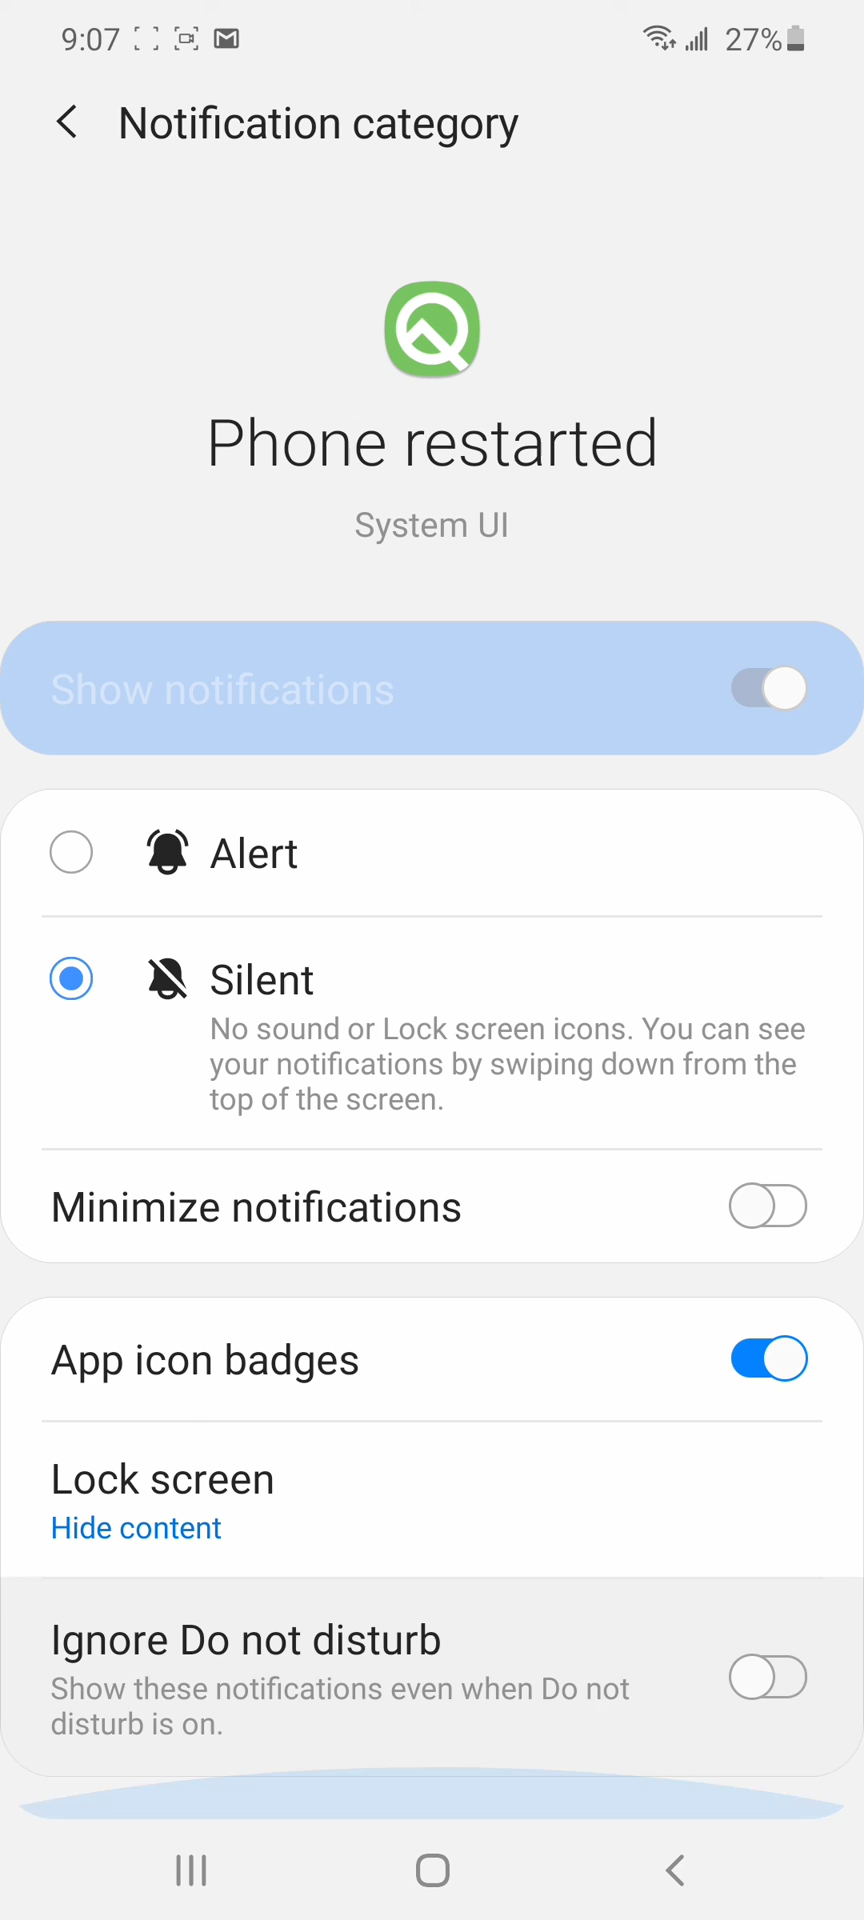 9:07
27%
Notification category
Phone restarted
System UI
Show notifications
Alert
Silent
No sound or Lock screen icons. You can see
your notifications by swiping down from the
top of the screen.
Minimize notifications
App icon badges
Lock screen
Hide content
Ignore Do not disturb
Show these notifications even when Do not
disturb is on.